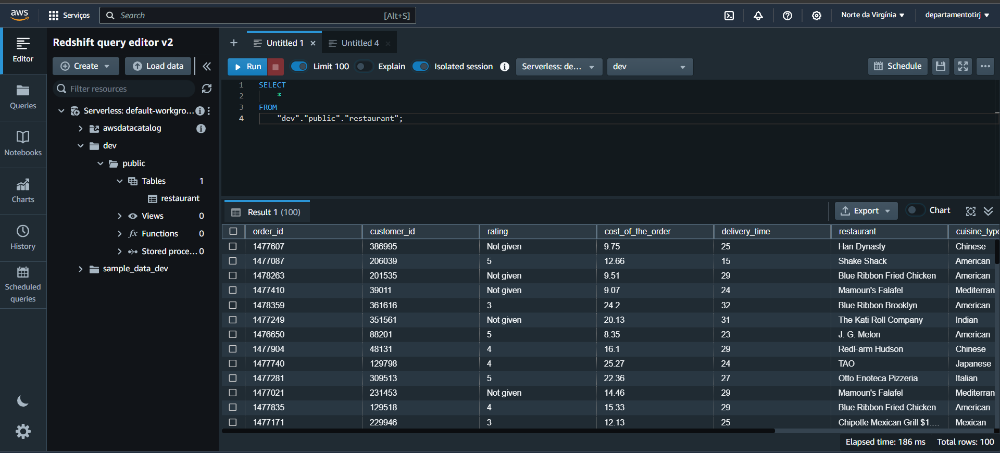 aws Serviços Search [Alt+S] Norte da Virgínia departamentotirj
Editor
Queries
Notebooks
Charts
History
Scheduled
queries
Redshift query editor v2
Create Load data
Filter resources
Serverless: default-workgro...
awsdatacatalog
dev
public
Tables 1
restaurant
Views 0
fx Functions 0
Stored proce... 0
sample_data_dev
Untitled 1 Untitled 4
Run Limit 100 Explain Isolated session Serverless: de... dev Schedule
1 SELECT
2 *
3 FROM
4 "dev"."public"."restaurant";
Result 1 (100) Export Chart
order_id customer_id rating cost_of_the_order delivery_time restaurant cuisine_type
1477607 386995 Not given 9.75 25 Han Dynasty Chinese
1477087 206039 5 12.66 15 Shake Shack American
1478263 201535 Not given 9.51 29 Blue Ribbon Fried Chicken American
1477410 39011 Not given 9.07 24 Mamoun's Falafel Mediterran
1478359 361616 3 24.2 32 Blue Ribbon Brooklyn American
1477249 351561 Not given 20.13 31 The Kati Roll Company Indian
1476650 88201 5 8.35 23 J. G. Melon American
1477904 48131 4 16.1 29 RedFarm Hudson Chinese
1477740 129798 4 25.27 24 TAO Japanese
1477281 309513 5 22.36 27 Otto Enoteca Pizzeria Italian
1477021 231453 Not given 14.46 29 Mamoun's Falafel Mediterran
1477835 129518 4 15.33 29 Blue Ribbon Fried Chicken American
1477171 229946 3 12.13 25 Chipotle Mexican Grill $1.... Mexican
Elapsed time: 186 ms Total rows: 100